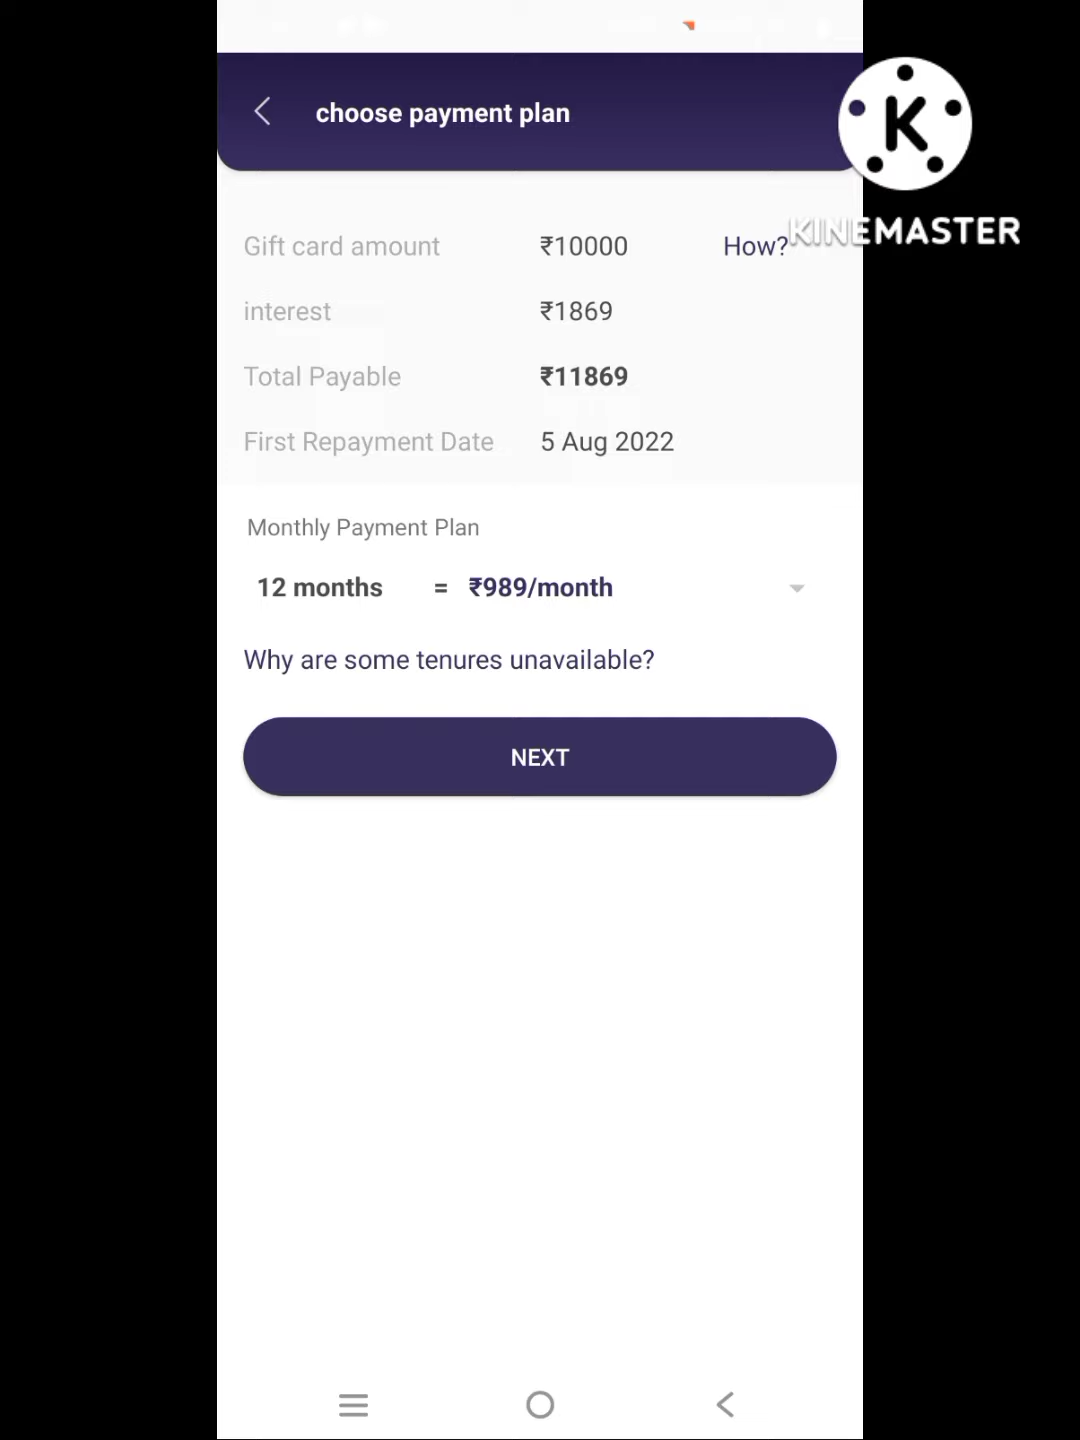 choose payment plan
K
KINEMASTER
Gift card amount ₹10000 How?
interest ₹1869
Total Payable ₹11869
First Repayment Date 5 Aug 2022
Monthly Payment Plan
12 months = ₹989/month
Why are some tenures unavailable?
NEXT